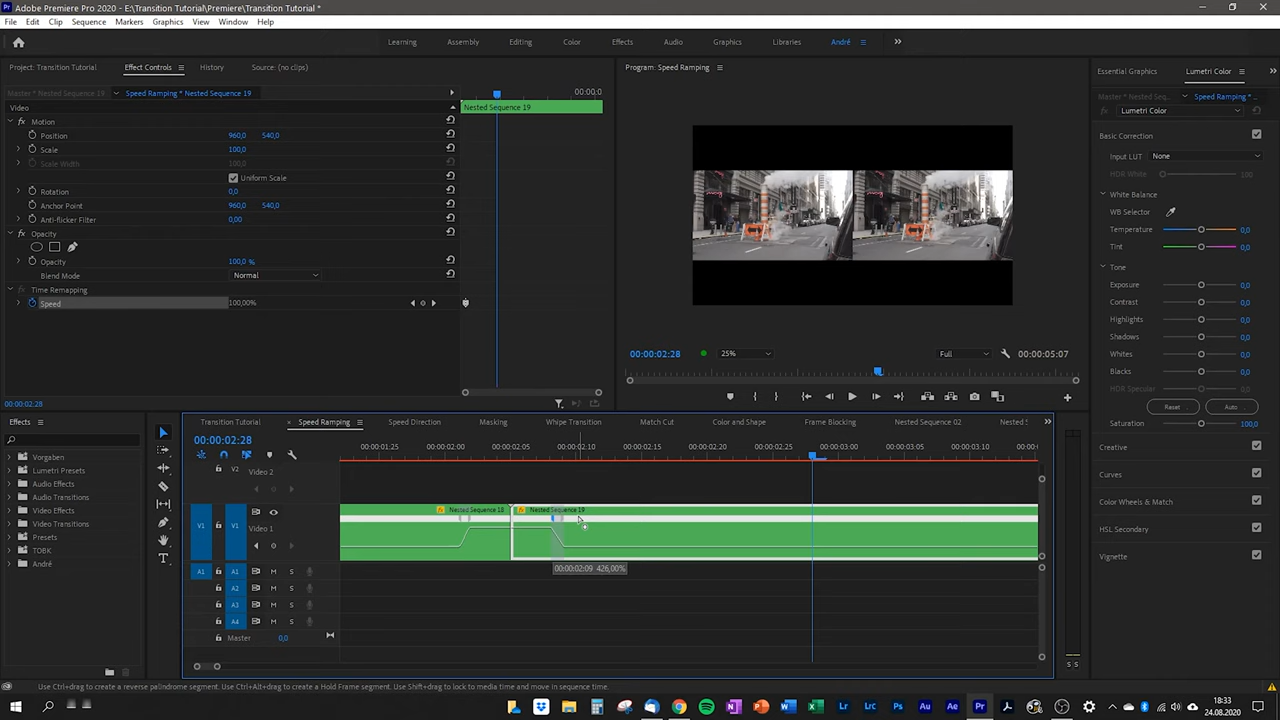 Adobe Premiere Pro 2020 - E:\Transition Tutorial\Premiere\Transition Tutorial *
File Edit Clip Sequence Markers Graphics View Window Help
Learning Assembly Editing Color Effects Audio Graphics Libraries André
Project: Transition Tutorial Effect Controls History Source: (no clips)
Program: Speed Ramping
Essential Graphics Lumetri Color
Master * Nested Sequence 19 Speed Ramping * Nested Sequence 19
00:00:0
Master * Nested Seq... Speed Ramping * ...
Video
Nested Sequence 19
fx Lumetri Color
fx Motion
Position 960,0 540,0
Basic Correction
Scale 100,0
Input LUT None
Scale Width 100,0
HDR White 100
Uniform Scale
Rotation 0,0
White Balance
Anchor Point 960,0 540,0
WB Selector
Anti-flicker Filter 0,00
Temperature 0,0
fx Opacity
Tint 0,0
Opacity 100,0 %
Tone
Blend Mode Normal
Exposure 0,0
Time Remapping
Contrast 0,0
Speed 100,00%
Highlights 0,0
Shadows 0,0
00:00:02:28 25% Full 00:00:05:07
Whites 0,0
Blacks 0,0
HDR Specular
00:00:02:28
Reset Auto
Effects
Transition Tutorial Speed Ramping Speed Direction Masking Whipe Transition Match Cut Color and Shape Frame Blocking Nested Sequence 02 Nested S
Saturation 100,0
00:00:02:28
00:00:01:25 00:00:02:00 00:00:02:05 00:00:02:10 00:00:02:15 00:00:02:20 00:00:02:25 00:00:03:00 00:00:03:05 00:00:03:10
Creative
Vorgaben
Lumetri Presets
Audio Effects
Audio Transitions
Video Effects
Video Transitions
Presets
TOBK
André
V2 Video 2
Curves
Color Wheels & Match
HSL Secondary
Vignette
V1 V1 Video 1
fx Nested Sequence 18 fx Nested Sequence 19
00:00:02:09 426,00%
A1 A1 M S
A2 M S
A3 M S
A4 M S
Master 0,0
S S
Use Ctrl+drag to create a reverse palindrome segment. Use Ctrl+Alt+drag to create a Hold Frame segment. Use Shift+drag to lock to media time and move in sequence time.
Lr Lrc Ps Au Ae Pr
18:33
24.08.2020